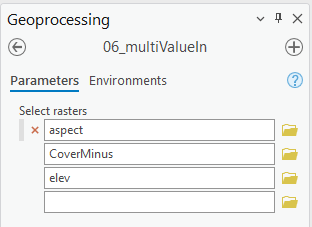 Geoprocessing
06_multiValueIn
Parameters Environments
Select rasters
aspect
CoverMinus
elev